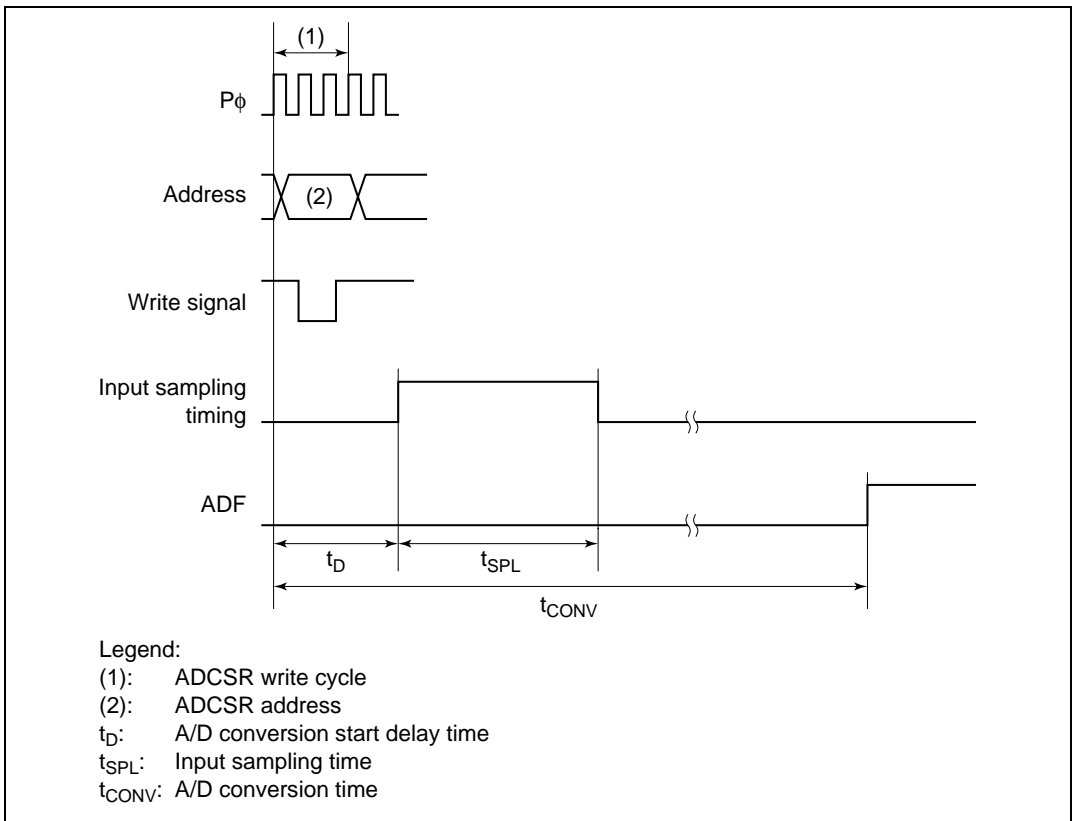 (1)
Pϕ
Address
(2)
Write signal
Input sampling
timing
ADF
tD
tSPL
tCONV
Legend:
(1): ADCSR write cycle
(2): ADCSR address
tD: A/D conversion start delay time
tSPL: Input sampling time
tCONV: A/D conversion time